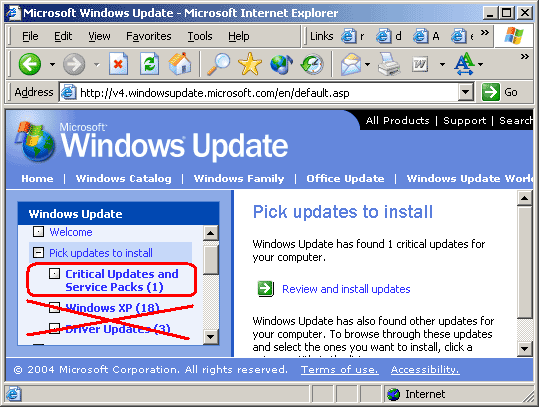 Microsoft Windows Update - Microsoft Internet Explorer
File Edit View Favorites Tools Help Links
Address http://v4.windowsupdate.microsoft.com/en/default.asp Go
All Products | Support | Search
Microsoft
Windows Update
Home | Windows Catalog | Windows Family | Office Update | Windows Update Worl
Windows Update
Welcome
Pick updates to install
Critical Updates and
Service Packs (1)
Windows XP (18)
Driver Updates (3)
Pick updates to install
Windows Update has found 1 critical updates for
your computer.
Review and install updates
Windows Update has also found other updates for
your computer. To browse through these updates
and select the ones you want to install, click a
© 2004 Microsoft Corporation. All rights reserved. Terms of use. Accessibility.
Internet